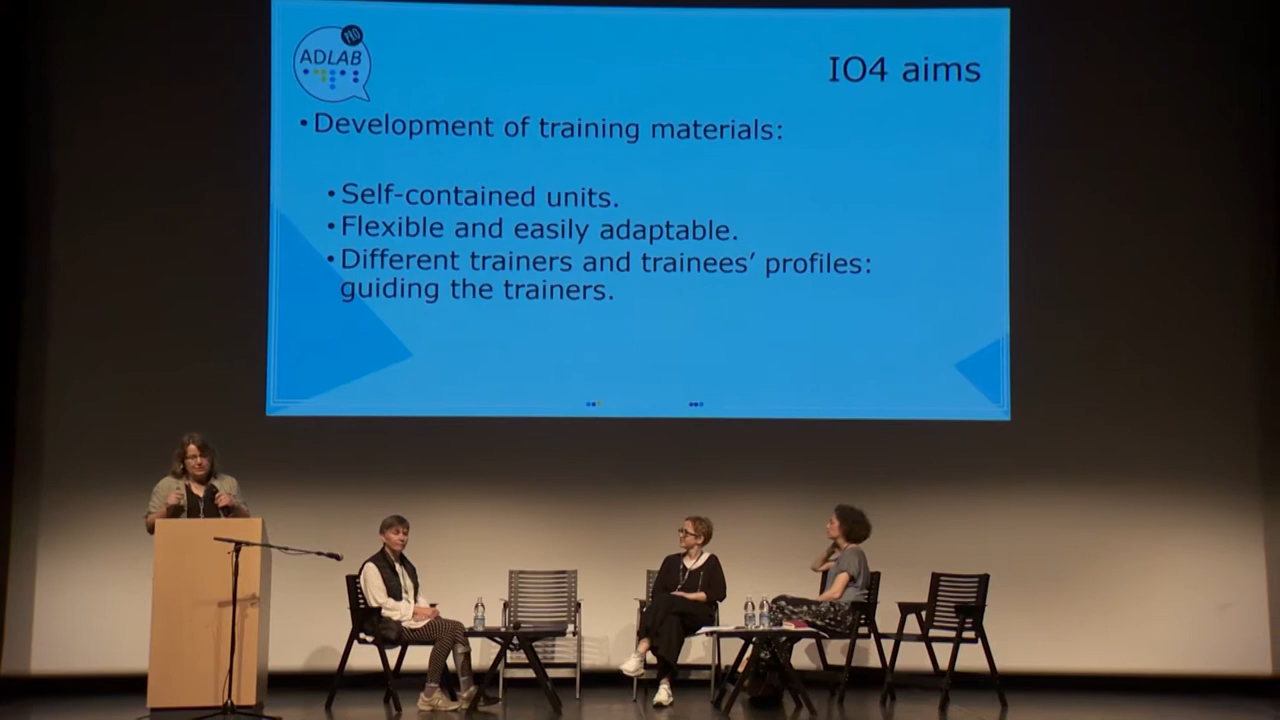 PRO
ADLAB
IO4 aims
•Development of training materials:
•Self-contained units.
•Flexible and easily adaptable.
•Different trainers and trainees’ profiles:
guiding the trainers.